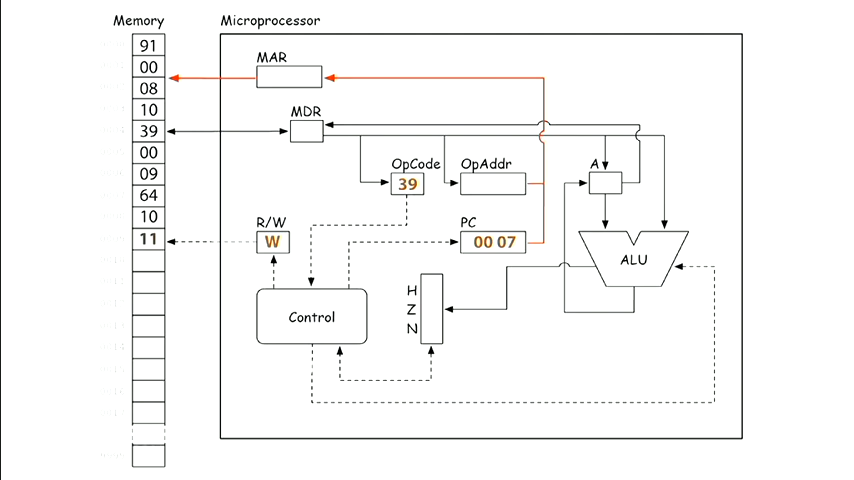 Memory
Microprocessor
91
00
08
10
39
00
09
64
10
11
MAR
MDR
OpCode
39
OpAddr
A
R/W
W
PC
00 07
ALU
H
Z
N
Control